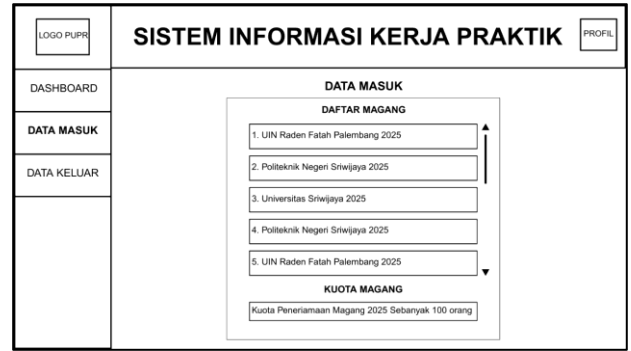 LOGO PUPR
SISTEM INFORMASI KERJA PRAKTIK
PROFIL
DASHBOARD
DATA MASUK
DATA KELUAR
DATA MASUK
DAFTAR MAGANG
1. UIN Raden Fatah Palembang 2025
2. Politeknik Negeri Sriwijaya 2025
3. Universitas Sriwijaya 2025
4. Politeknik Negeri Sriwijaya 2025
5. UIN Raden Fatah Palembang 2025
KUOTA MAGANG
Kuota Peneriamaan Magang 2025 Sebanyak 100 orang